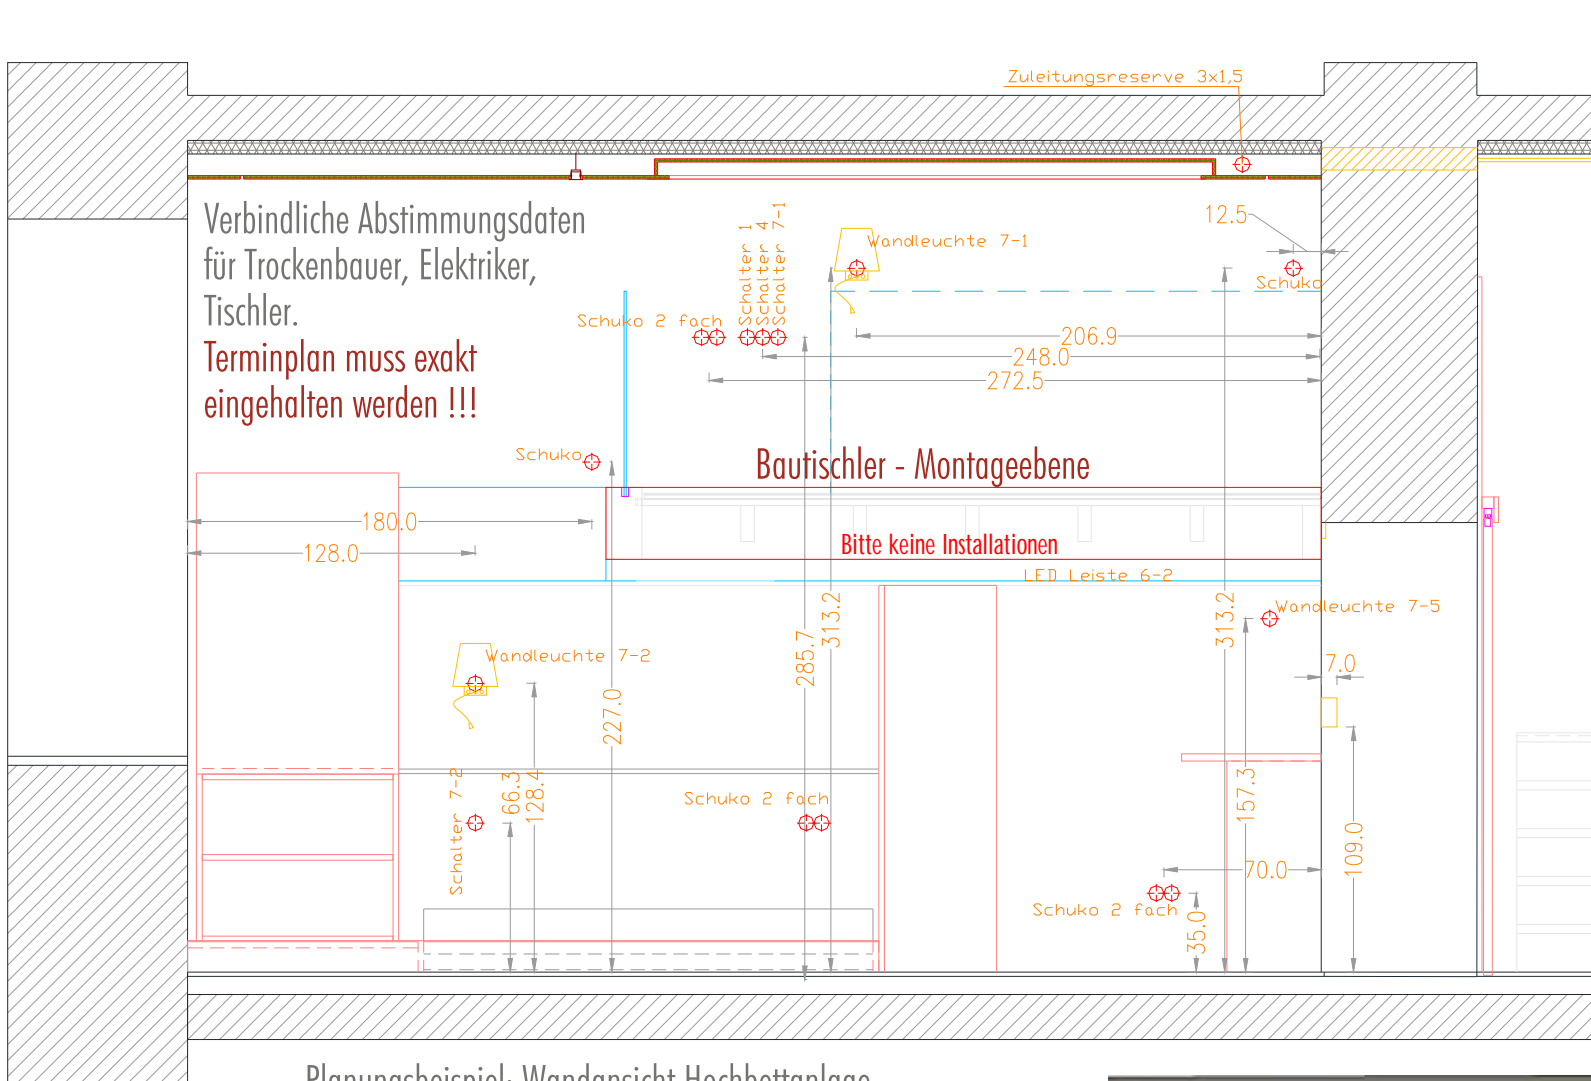 Zuleitungsreserve 3x1,5
Verbindliche Abstimmungsdaten
für Trockenbauer, Elektriker,
Tischler.
Terminplan muss exakt
eingehalten werden !!!
Schalter 1
Schalter 4
Schalter 7-1
Wandleuchte 7-1
12.5
Schuko
Schuko 2 fach
206.9
248.0
272.5
Schuko
Bautischler - Montageebene
180.0
128.0
Bitte keine Installationen
LED Leiste 6-2
313.2
313.2
285.7
Wandleuchte 7-5
Wandleuchte 7-2
7.0
227.0
66.3
128.4
Schalter 7-2
Schuko 2 fach
157.3
109.0
70.0
Schuko 2 fach
35.0
Planungsbeispiel: Wandansicht Hochbettanlage